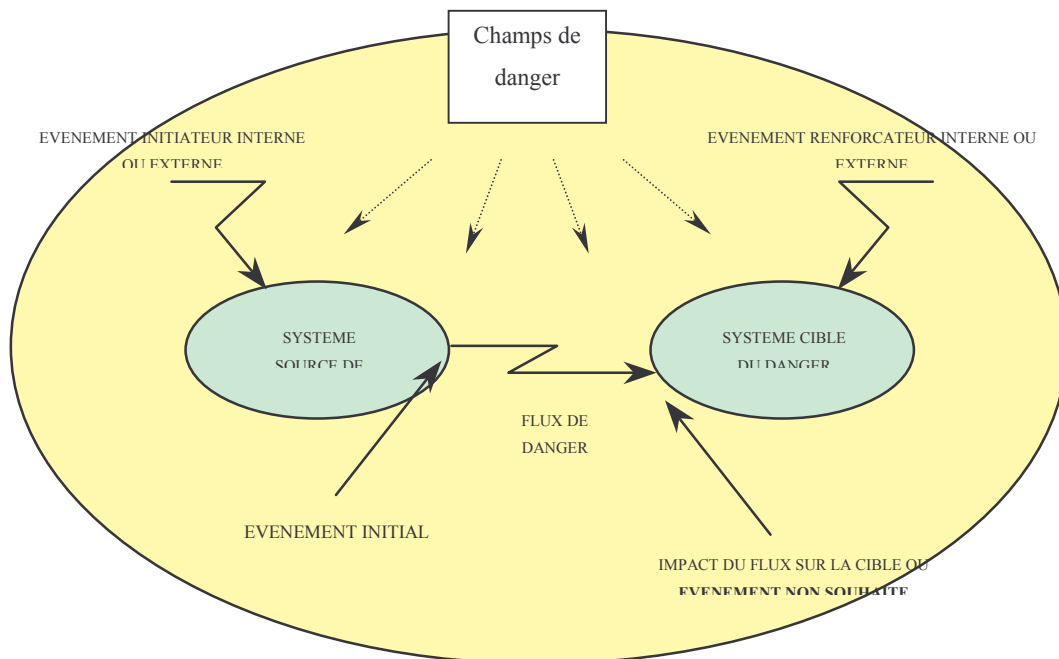 Champs de
danger
EVENEMENT INITIATEUR INTERNE
OU EXTERNE
EVENEMENT RENFORCATEUR INTERNE OU
EXTERNE
SYSTEME
SOURCE DE
SYSTEME CIBLE
DU DANGER
FLUX DE
DANGER
EVENEMENT INITIAL
IMPACT DU FLUX SUR LA CIBLE OU
EVENEMENT NON SOUHAITE